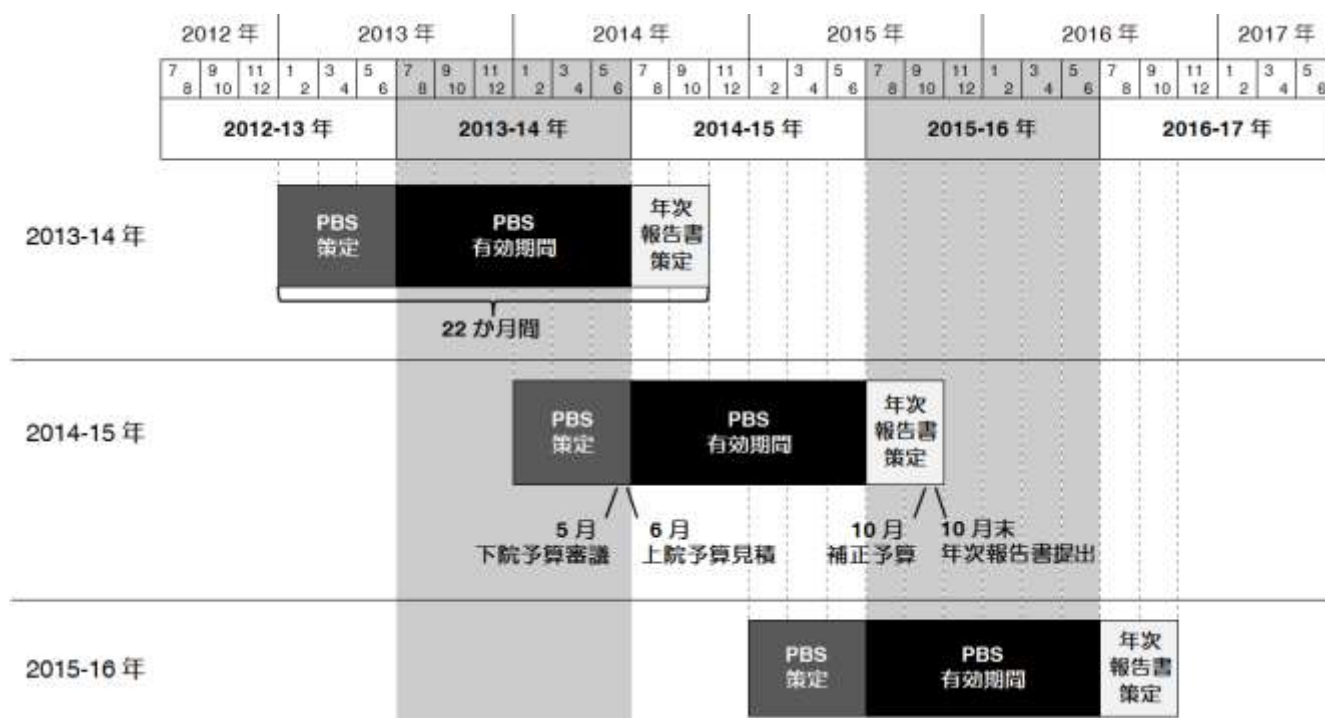 2012 年 2013 年 2014 年 2015 年 2016 年 2017 年
7 9 11 1 3 5 7 9 11 1 3 5 7 9 11 1 3 5 7 9 11 1 3 5 7 9 11 1 3 5
8 10 12 2 4 6 8 10 12 2 4 6 8 10 12 2 4 6 8 10 12 2 4 6 8 10 12 2 4 6
2012-13 年 2013-14 年 2014-15 年 2015-16 年 2016-17 年
2013-14 年
PBS
策定
PBS
有効期間
年次
報告書
策定
22 か月間
2014-15 年
PBS
策定
PBS
有効期間
年次
報告書
策定
5 月
下院予算審議
6 月
上院予算見積
10 月
補正予算
10 月末
年次報告書提出
2015-16 年
PBS
策定
PBS
有効期間
年次
報告書
策定